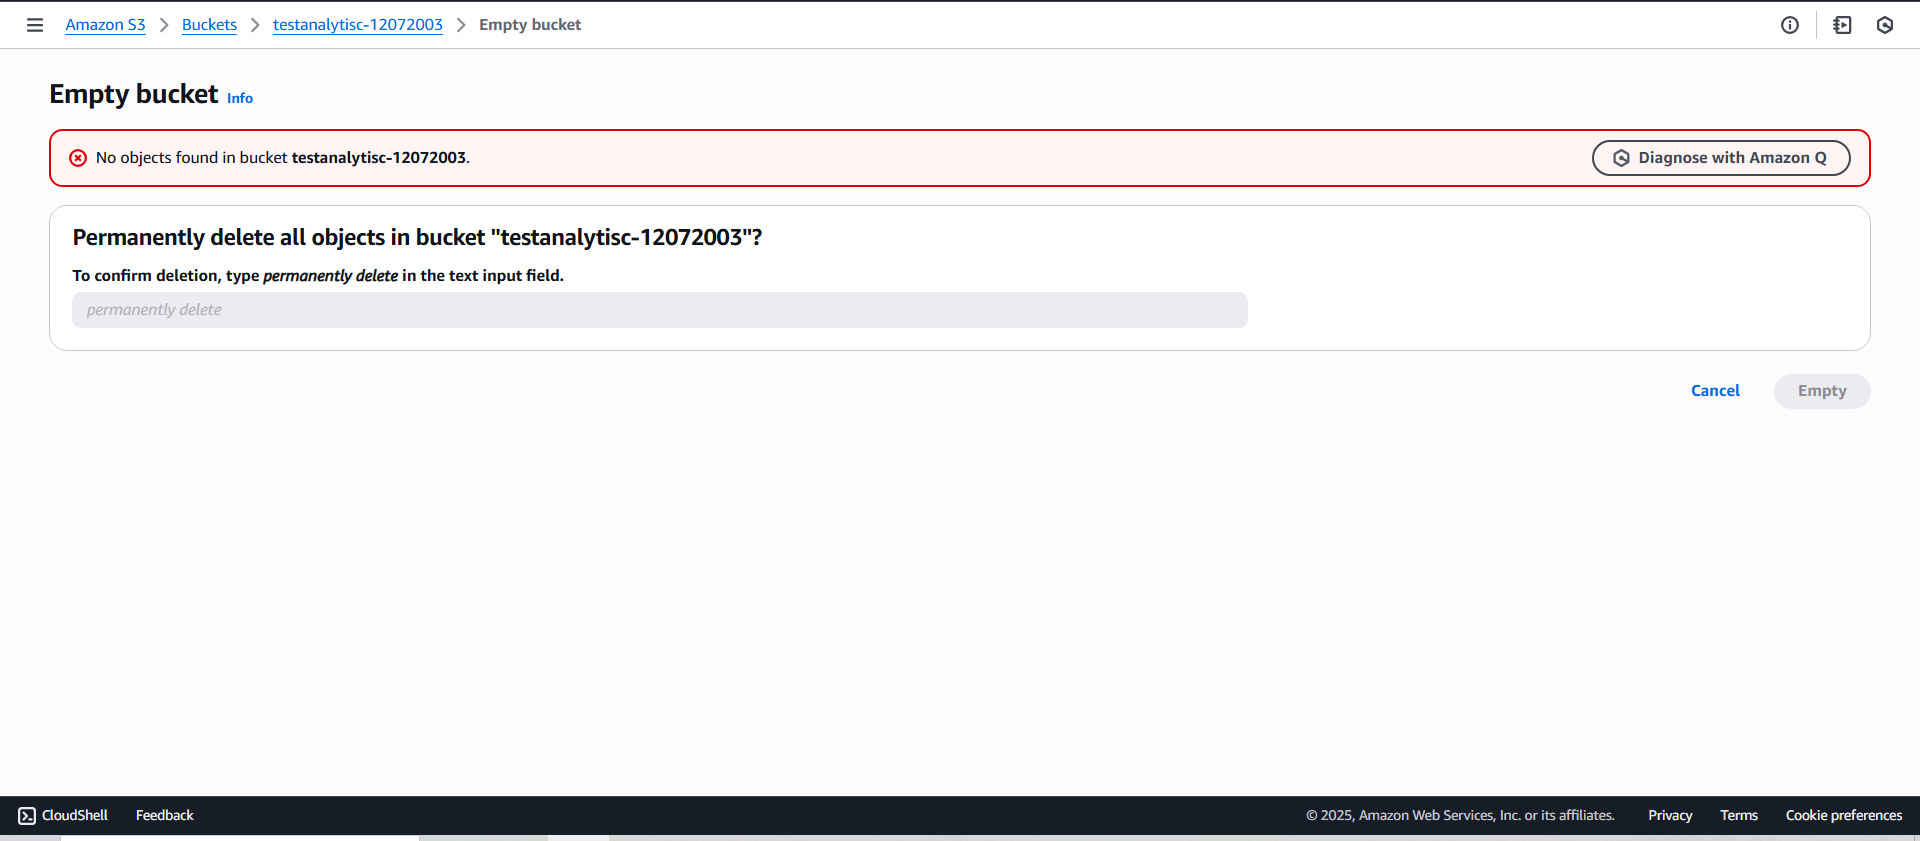 Amazon S3 > Buckets > testanalytisc-12072003 > Empty bucket
Empty bucket Info
No objects found in bucket testanalytisc-12072003.
Diagnose with Amazon Q
Permanently delete all objects in bucket "testanalytisc-12072003"?
To confirm deletion, type permanently delete in the text input field.
permanently delete
Cancel Empty
CloudShell Feedback © 2025, Amazon Web Services, Inc. or its affiliates. Privacy Terms Cookie preferences